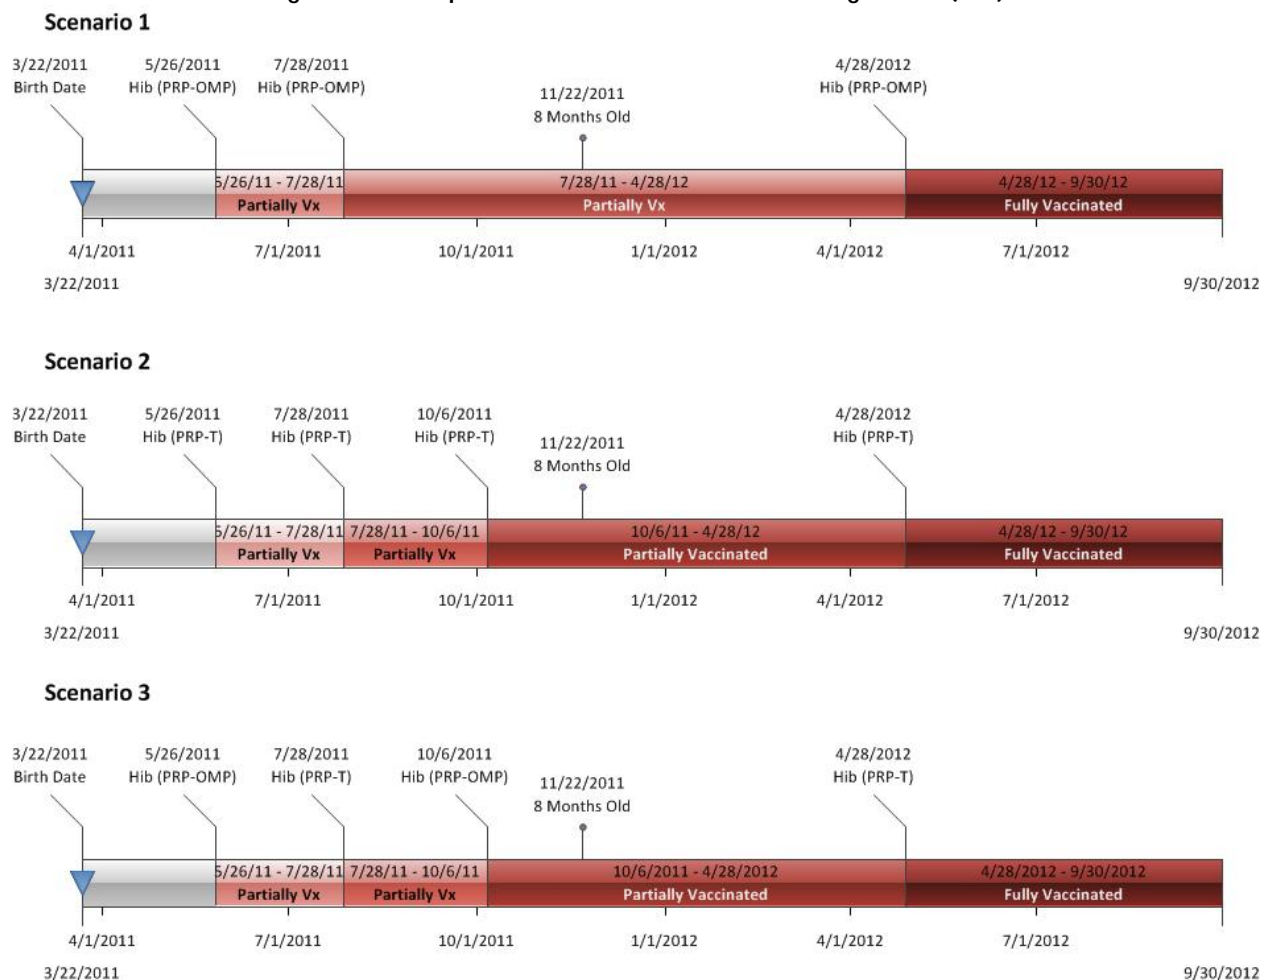 Scenario 1
3/22/2011 5/26/2011 7/28/2011 4/28/2012
Birth Date Hib (PRP-OMP) Hib (PRP-OMP) Hib (PRP-OMP)
11/22/2011
8 Months Old
5/26/11 - 7/28/11 7/28/11 - 4/28/12 4/28/12 - 9/30/12
Partially Vx Partially Vx Fully Vaccinated
4/1/2011 7/1/2011 10/1/2011 1/1/2012 4/1/2012 7/1/2012
3/22/2011 9/30/2012
Scenario 2
3/22/2011 5/26/2011 7/28/2011 10/6/2011 4/28/2012
Birth Date Hib (PRP-T) Hib (PRP-T) Hib (PRP-T) Hib (PRP-T)
11/22/2011
8 Months Old
5/26/11 - 7/28/11 7/28/11 - 10/6/11 10/6/11 - 4/28/12 4/28/12 - 9/30/12
Partially Vx Partially Vx Partially Vaccinated Fully Vaccinated
4/1/2011 7/1/2011 10/1/2011 1/1/2012 4/1/2012 7/1/2012
3/22/2011 9/30/2012
Scenario 3
3/22/2011 5/26/2011 7/28/2011 10/6/2011 4/28/2012
Birth Date Hib (PRP-OMP) Hib (PRP-T) Hib (PRP-OMP) Hib (PRP-T)
11/22/2011
8 Months Old
5/26/11 - 7/28/11 7/28/11 - 10/6/11 10/6/2011 - 4/28/2012 4/28/2012 - 9/30/2012
Partially Vx Partially Vx Partially Vaccinated Fully Vaccinated
4/1/2011 7/1/2011 10/1/2011 1/1/2012 4/1/2012 7/1/2012
3/22/2011 9/30/2012